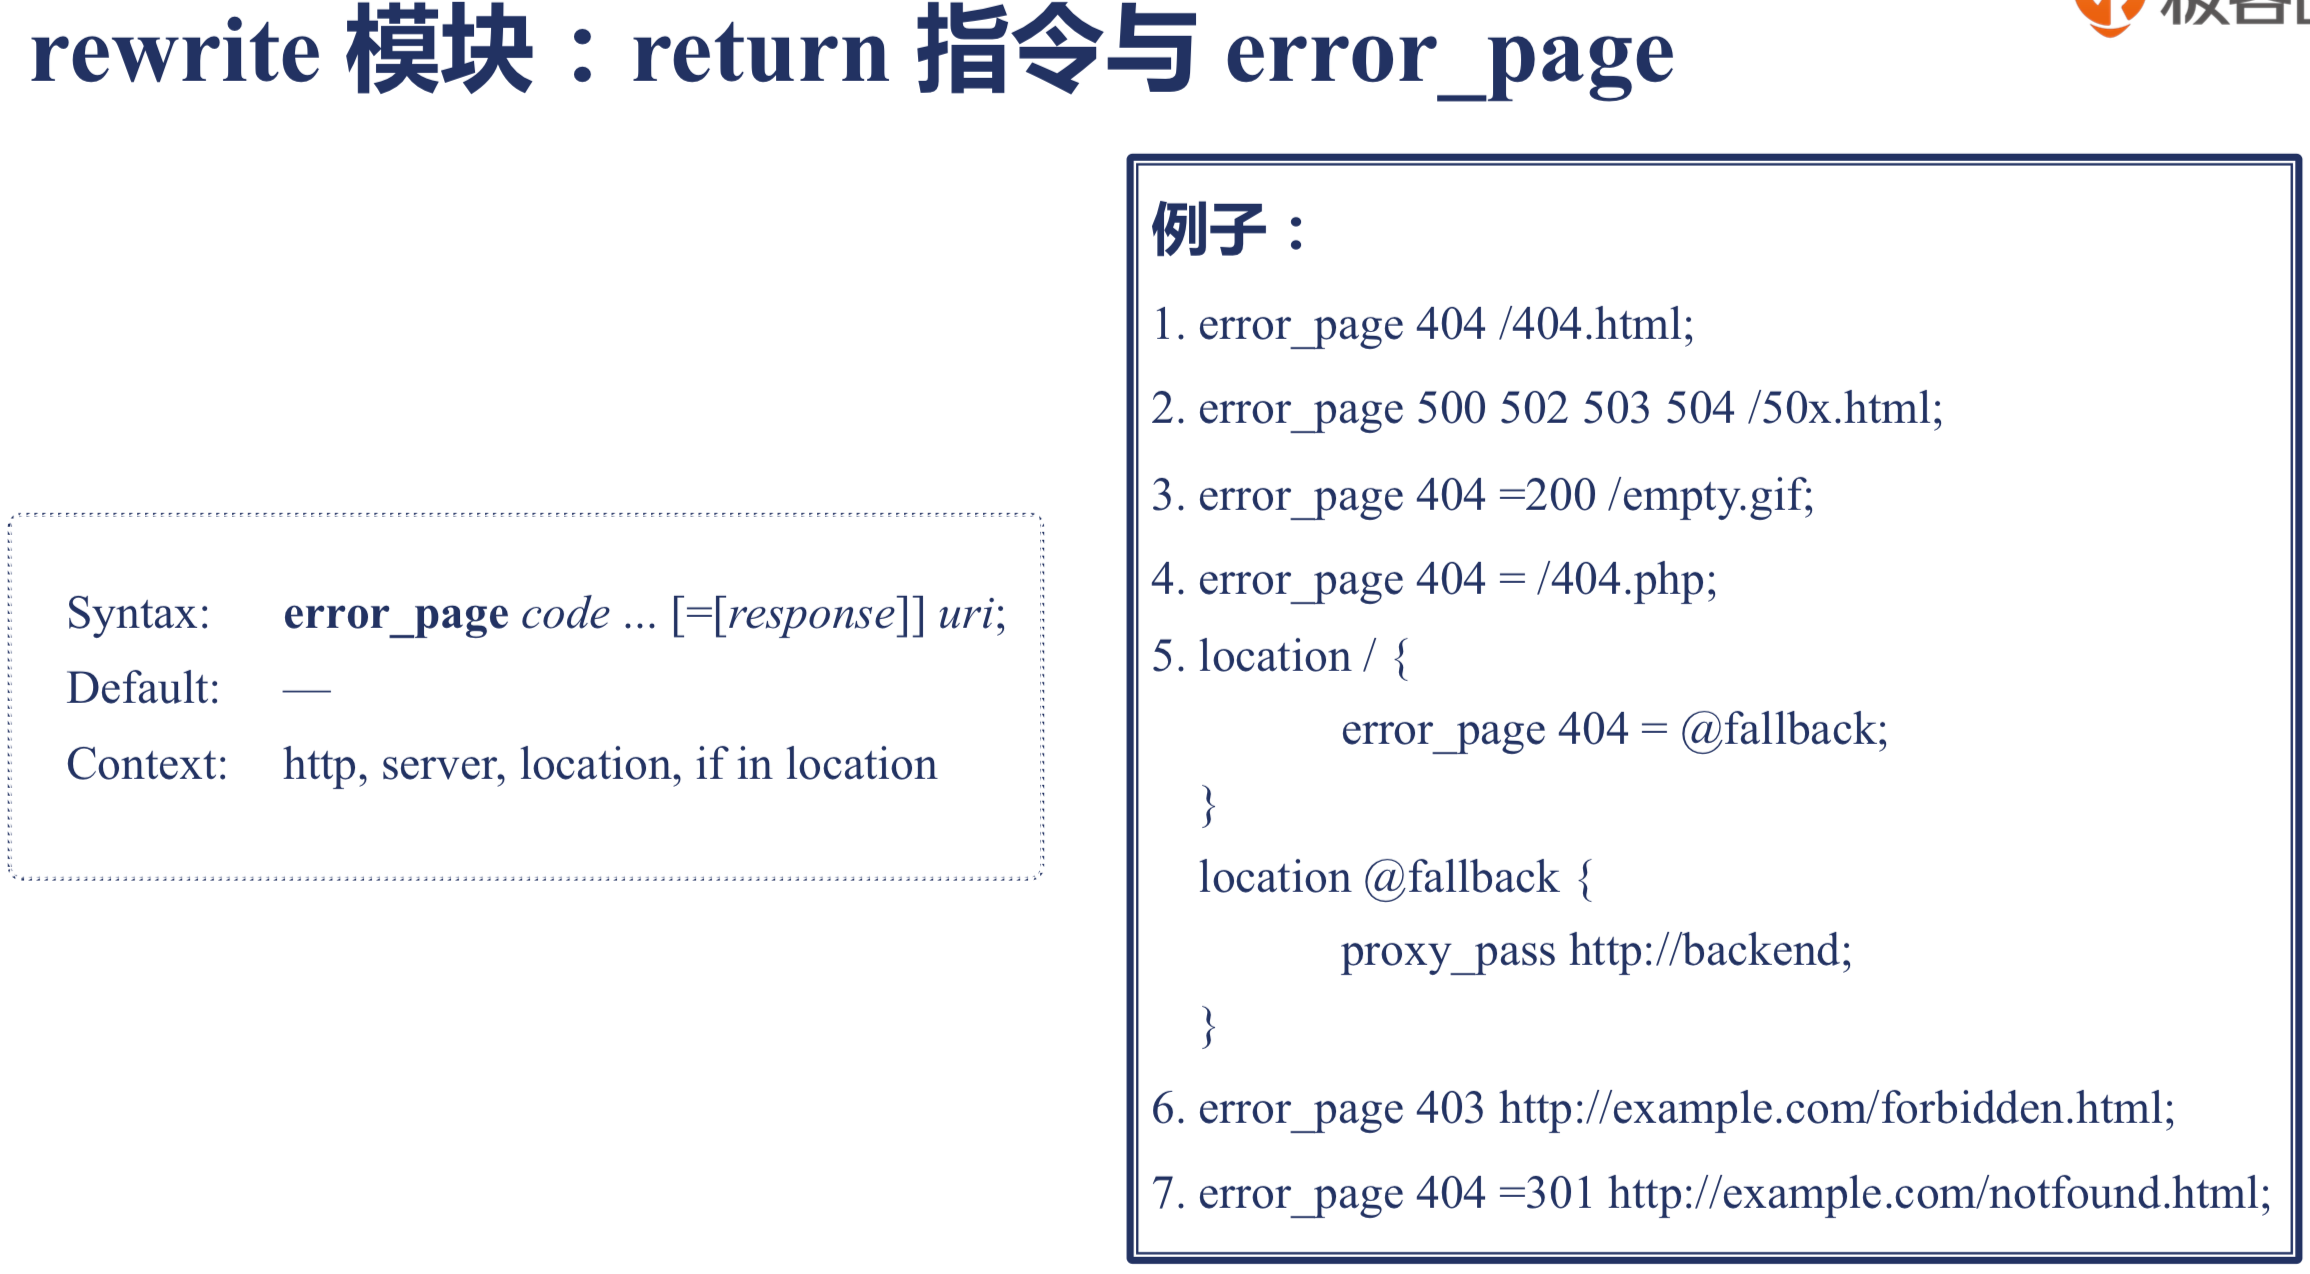 rewrite 模块：return 指令与 error_page
Syntax: error_page code ... [=[response]] uri;
Default: —
Context: http, server, location, if in location
例子：
1. error_page 404 /404.html;
2. error_page 500 502 503 504 /50x.html;
3. error_page 404 =200 /empty.gif;
4. error_page 404 = /404.php;
5. location / {
error_page 404 = @fallback;
}
location @fallback {
proxy_pass http://backend;
}
6. error_page 403 http://example.com/forbidden.html;
7. error_page 404 =301 http://example.com/notfound.html;